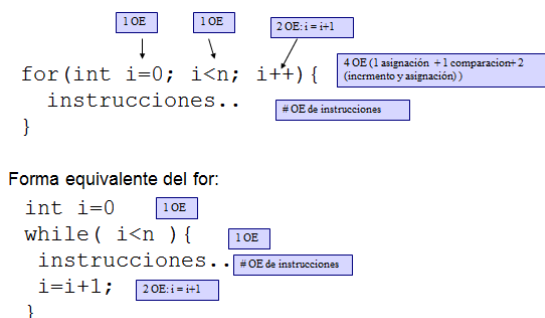 1 OE 1 OE 2 OE: i = i+1
for(int i=0; i<n; i++){
4 OE (1 asignación + 1 comparacion+ 2
(incrmento y asignación) )
instrucciones..
# OE de instrucciones
}
Forma equivalente del for:
int i=0 1 OE
while( i<n ){ 1 OE
instrucciones.. # OE de instrucciones
i=i+1; 2 OE: i = i+1
}